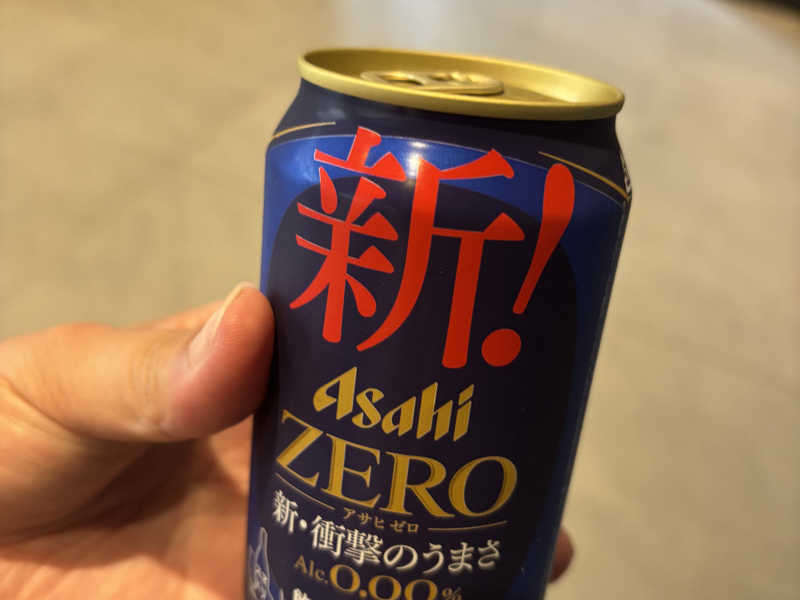 新!
Asahi
ZERO
アサヒ ゼロ
新・衝撃のうまさ
Alc.0.00%